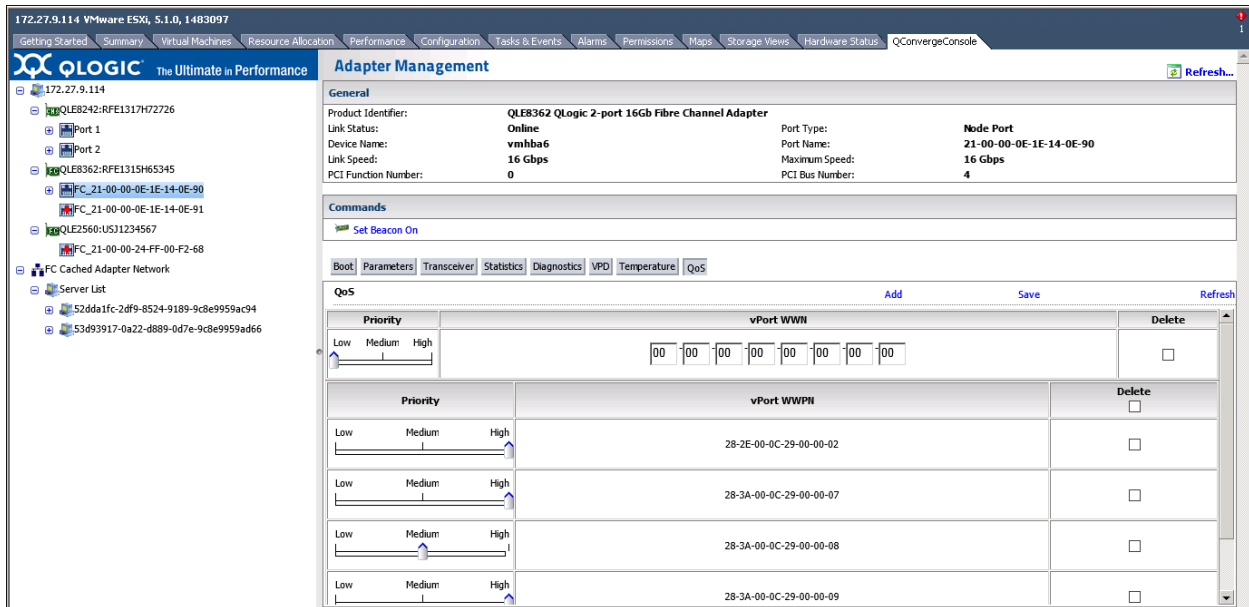 172.27.9.114 VMware ESXi, 5.1.0, 1483097
1
Getting Started Summary Virtual Machines Resource Allocation Performance Configuration Tasks & Events Alarms Permissions Maps Storage Views Hardware Status QConvergeConsole
QLOGIC The Ultimate in Performance
172.27.9.114
QLE8242:RFE1317H72726
Port 1
Port 2
QLE8362:RFE1315H65345
FC_21-00-00-0E-1E-14-0E-90
FC_21-00-00-0E-1E-14-0E-91
QLE2560:USJ1234567
FC_21-00-00-24-FF-00-F2-68
FC Cached Adapter Network
Server List
52dda1fc-2df9-8524-9189-9c8e9959ac94
53d93917-0a22-d889-0d7e-9c8e9959ad66
Adapter Management
Refresh...
General
Product Identifier: QLE8362 QLogic 2-port 16Gb Fibre Channel Adapter
Link Status: Online Port Type: Node Port
Device Name: vmhba6 Port Name: 21-00-00-0E-1E-14-0E-90
Link Speed: 16 Gbps Maximum Speed: 16 Gbps
PCI Function Number: 0 PCI Bus Number: 4
Commands
Set Beacon On
Boot Parameters Transceiver Statistics Diagnostics VPD Temperature QoS
QoS Add Save Refresh
Priority vPort WWN Delete
Low Medium High
00-00-00-00-00-00-00-00
Priority vPort WWPN Delete
Low Medium High
28-2E-00-0C-29-00-00-02
Low Medium High
28-3A-00-0C-29-00-00-07
Low Medium High
28-3A-00-0C-29-00-00-08
Low Medium High
28-3A-00-0C-29-00-00-09